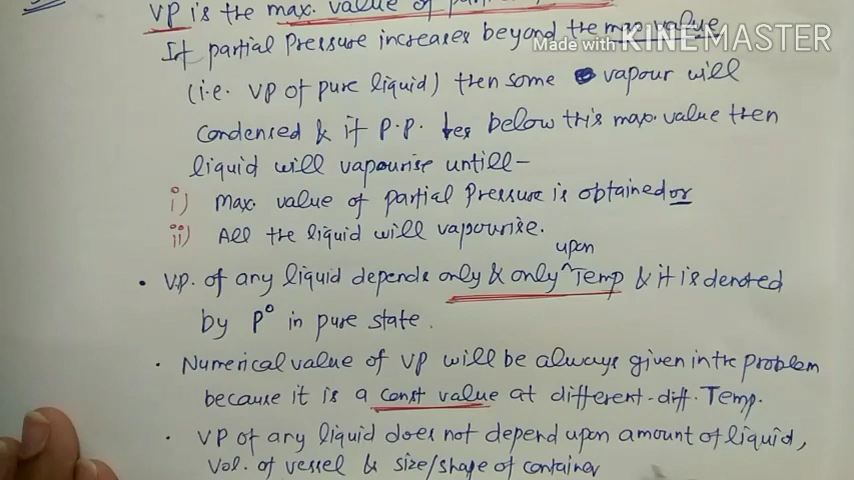 VP is the max. value of
If partial Pressure increases beyond the max. value
Made with KINEMASTER
(i.e. VP of pure liquid) then some vapour will
Condensed & if P.P. ↓es below this max. value then
liquid will vapourise untill -
i) Max. value of partial Pressure is obtained or
ii) All the liquid will vapourise.
upon
• V.P. of any liquid depends only & only ^ Temp & it is denoted
by P° in pure state.
• Numerical value of VP will be always given in the problem
because it is a const value at different-diff. Temp.
• VP of any liquid does not depend upon amount of liquid,
Vol. of vessel & size/shape of container